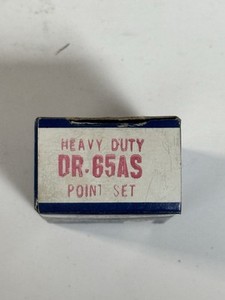 HEAVY DUTY
DR·65AS
POINT SET